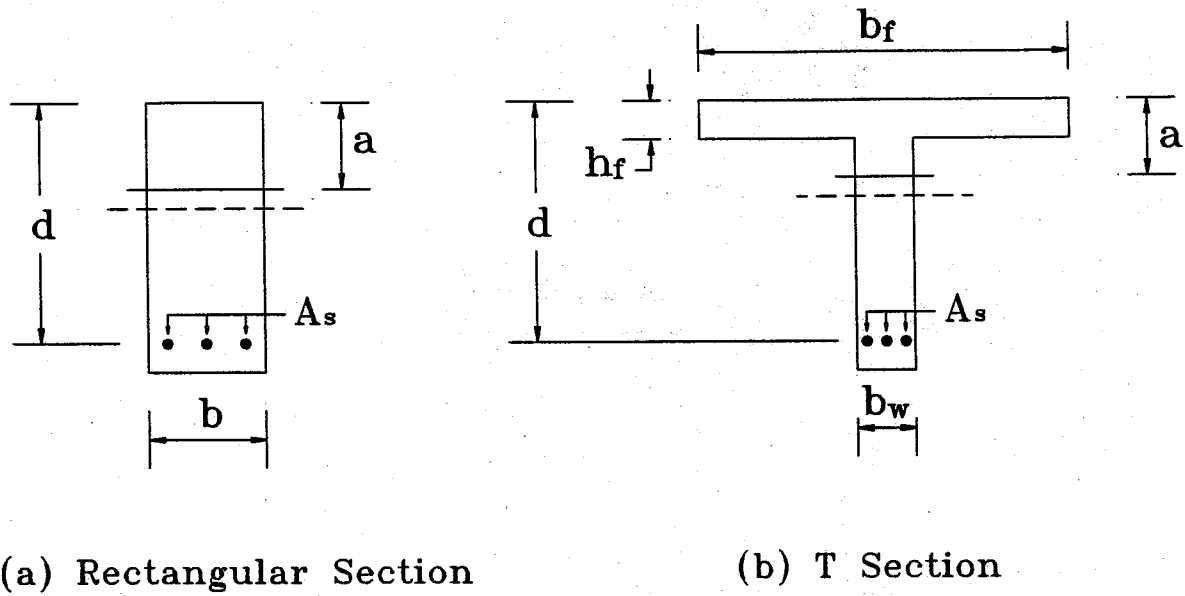 d
a
As
b
(a) Rectangular Section
bf
hf
a
d
As
bw
(b) T Section